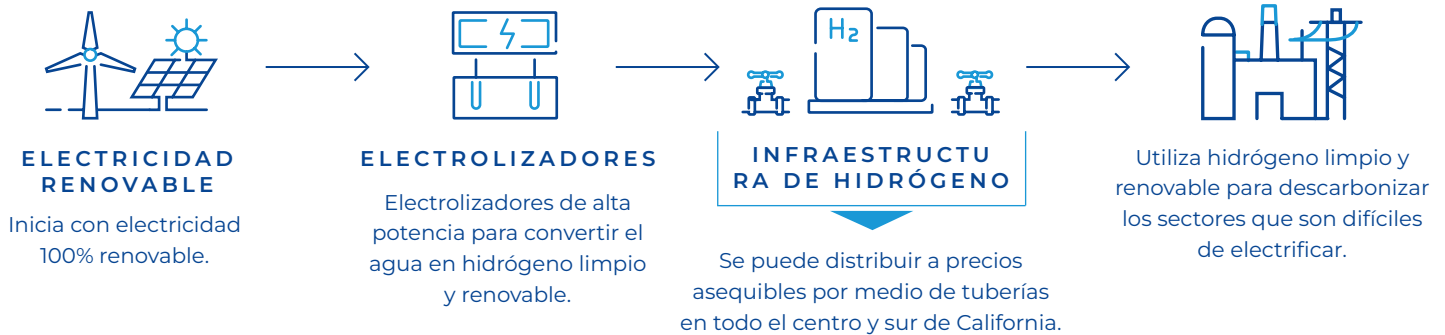 H2
ELECTRICIDAD
RENOVABLE
Inicia con electricidad
100% renovable.
ELECTROLIZADORES
Electrolizadores de alta
potencia para convertir el
agua en hidrógeno limpio
y renovable.
INFRAESTRUCTU
RA DE HIDRÓGENO
Se puede distribuir a precios
asequibles por medio de tuberías
en todo el centro y sur de California.
Utiliza hidrógeno limpio y
renovable para descarbonizar
los sectores que son difíciles
de electrificar.